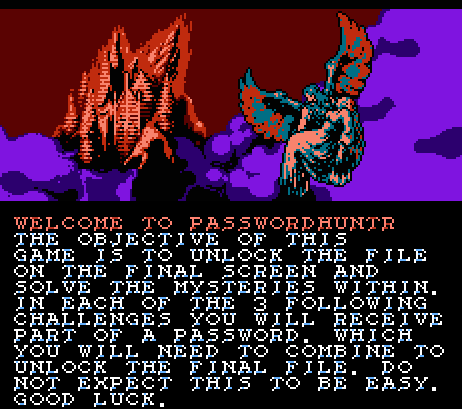 WELCOME TO PASSWORDHUNTR
THE OBJECTIVE OF THIS
GAME IS TO UNLOCK THE FILE
ON THE FINAL SCREEN AND
SOLVE THE MYSTERIES WITHIN.
IN EACH OF THE 3 FOLLOWING
CHALLENGES YOU WILL RECEIVE
PART OF A PASSWORD. WHICH
YOU WILL NEED TO COMBINE TO
UNLOCK THE FINAL FILE. DO
NOT EXPECT THIS TO BE EASY.
GOOD LUCK.